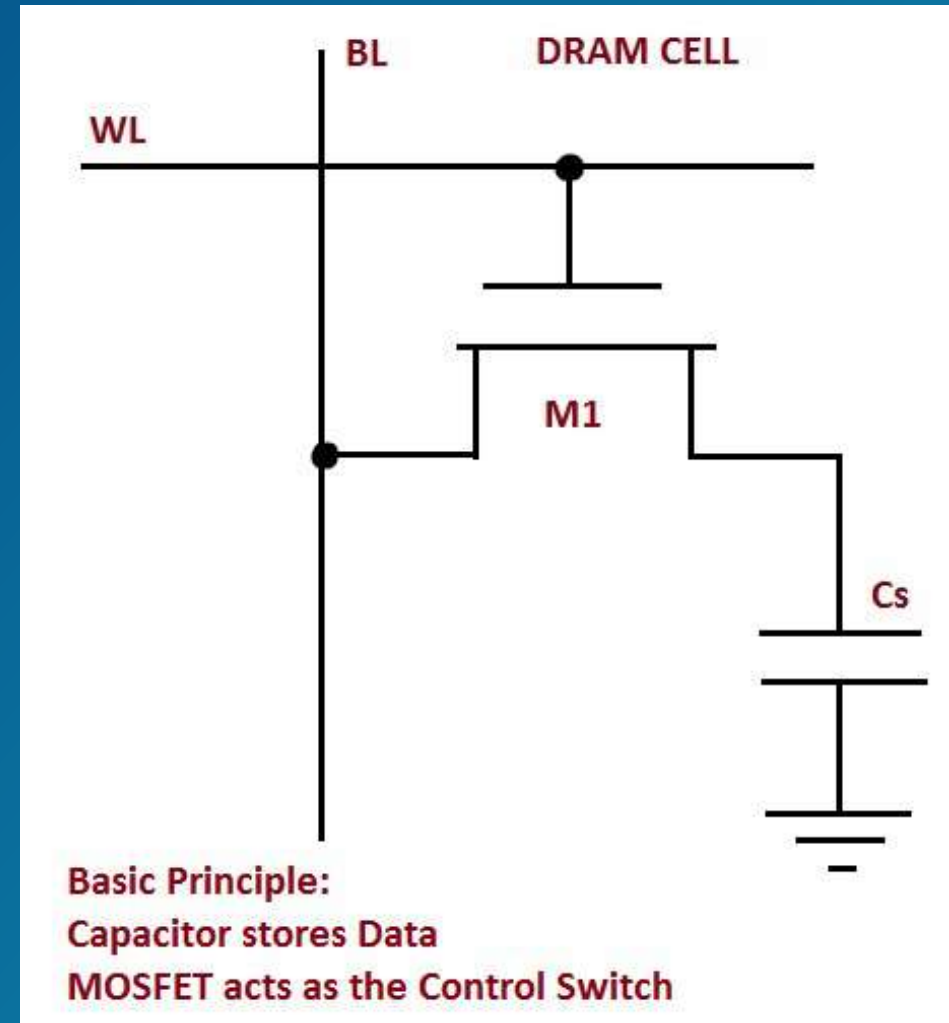 BL
DRAM CELL
WL
M1
Cs
Basic Principle:
Capacitor stores Data
MOSFET acts as the Control Switch